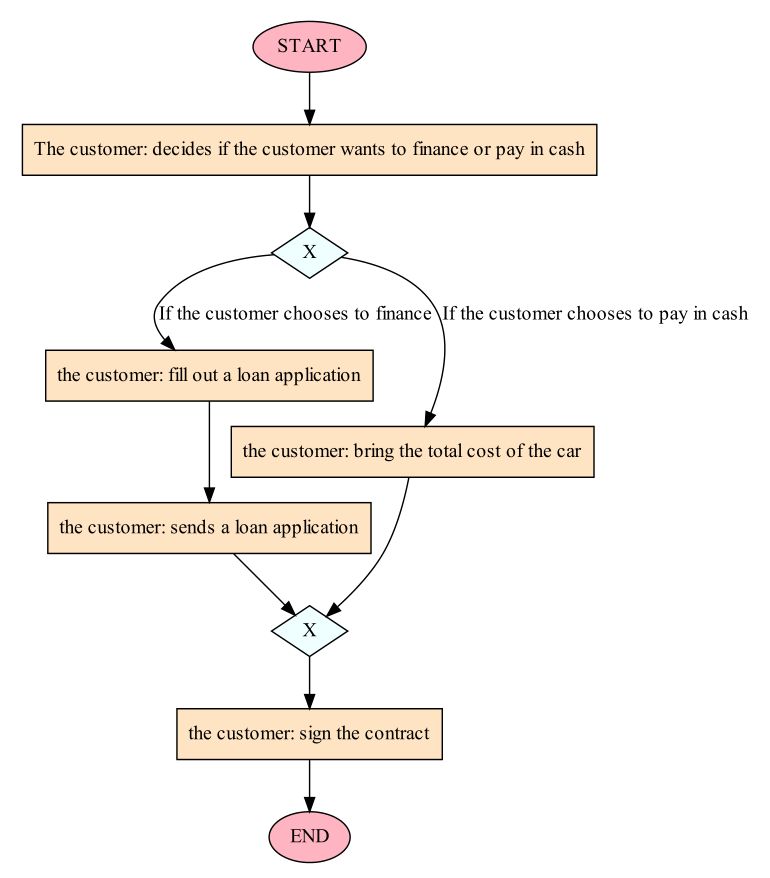 START
The customer: decides if the customer wants to finance or pay in cash
X
If the customer chooses to finance
If the customer chooses to pay in cash
the customer: fill out a loan application
the customer: bring the total cost of the car
the customer: sends a loan application
X
the customer: sign the contract
END